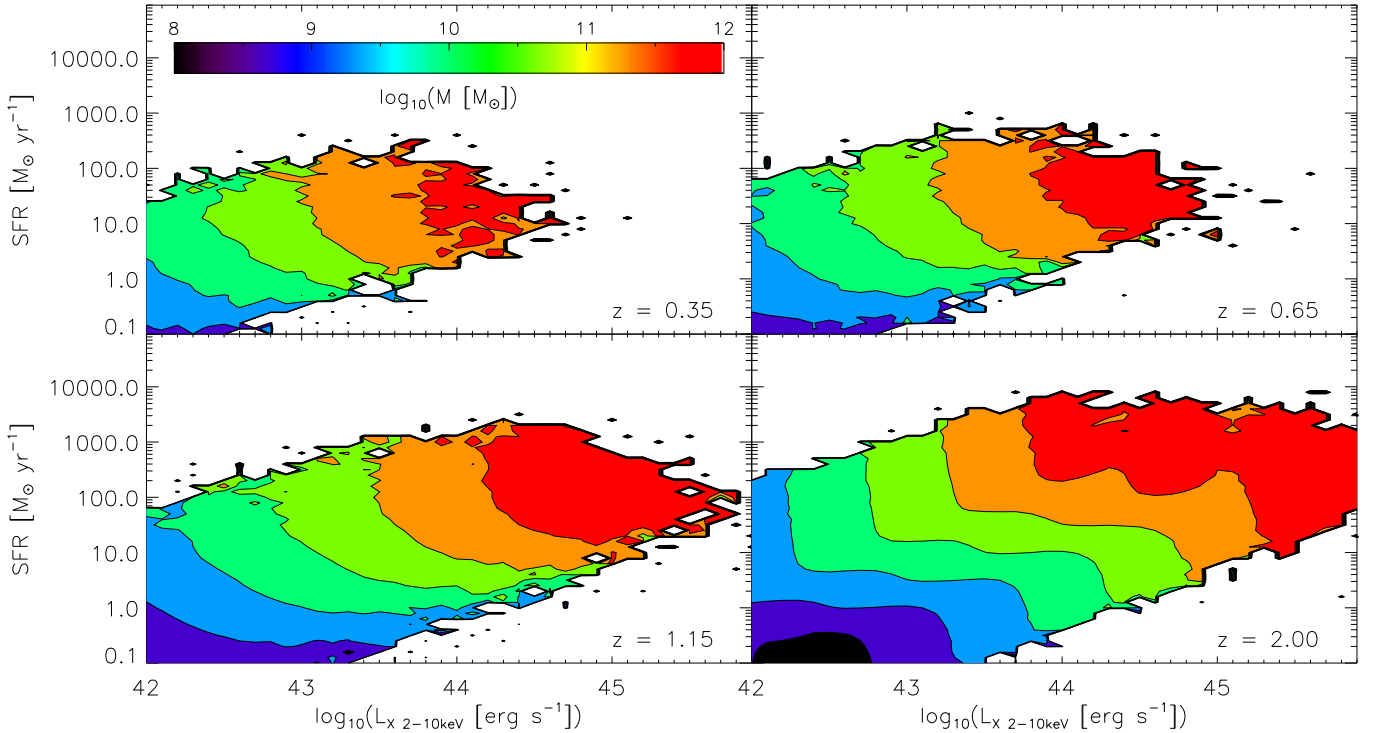 8 9 10 11 12
log₁₀(M [M☉])
SFR [M☉ yr⁻¹]
10000.0
1000.0
100.0
10.0
1.0
0.1
z = 0.35
z = 0.65
SFR [M☉ yr⁻¹]
10000.0
1000.0
100.0
10.0
1.0
0.1
z = 1.15
z = 2.00
42 43 44 45
42 43 44 45
log₁₀(L_X 2−10keV [erg s⁻¹])
log₁₀(L_X 2−10keV [erg s⁻¹])